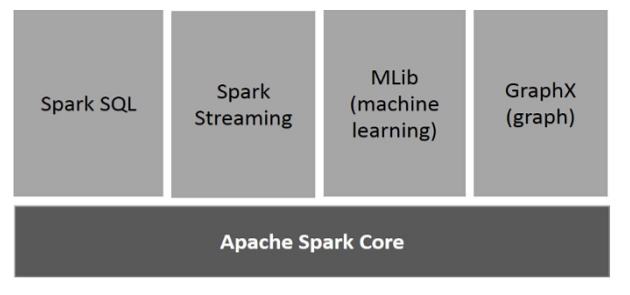 Spark SQL
Spark
Streaming
MLib
(machine
learning)
GraphX
(graph)
Apache Spark Core